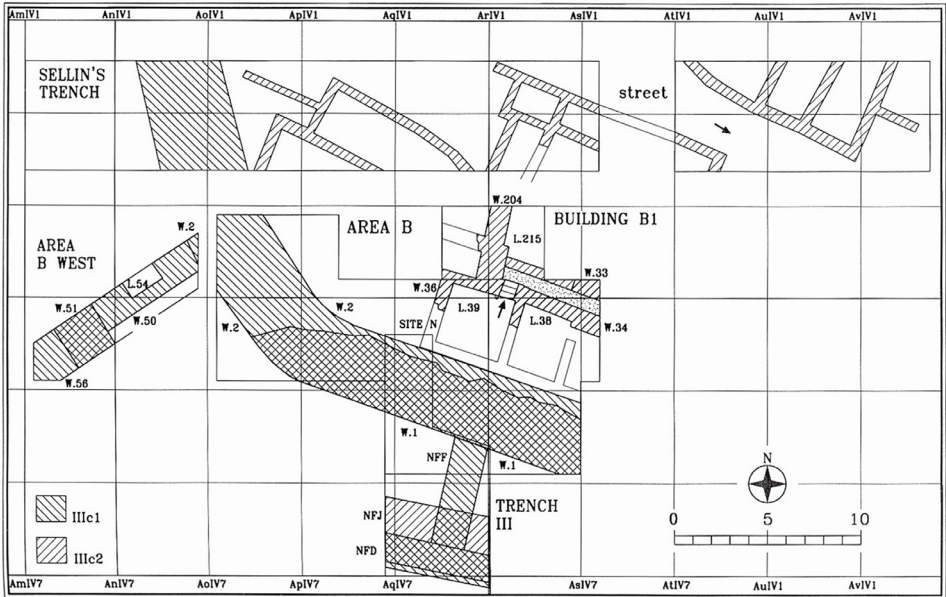 AmIV1 AnIV1 AoIV1 ApIV1 AqIV1 ArIV1 AsIV1 AtIV1 AuIV1 AvIV1
SELLIN'S
TRENCH
street
W.204
AREA B
BUILDING B1
W.2
L.215
AREA
B WEST
W.33
L.54
W.36
W.51
W.50
W.2
W.2
L.39
L.38
SITE N
W.34
W.56
W.1
NFF
W.1
N
IIIc1
IIIc2
NFJ
NFD
TRENCH
III
0 5 10
AmIV7 AnIV7 AoIV7 ApIV7 AqIV7 AsIV7 AtIV7 AuIV1 AvIV1